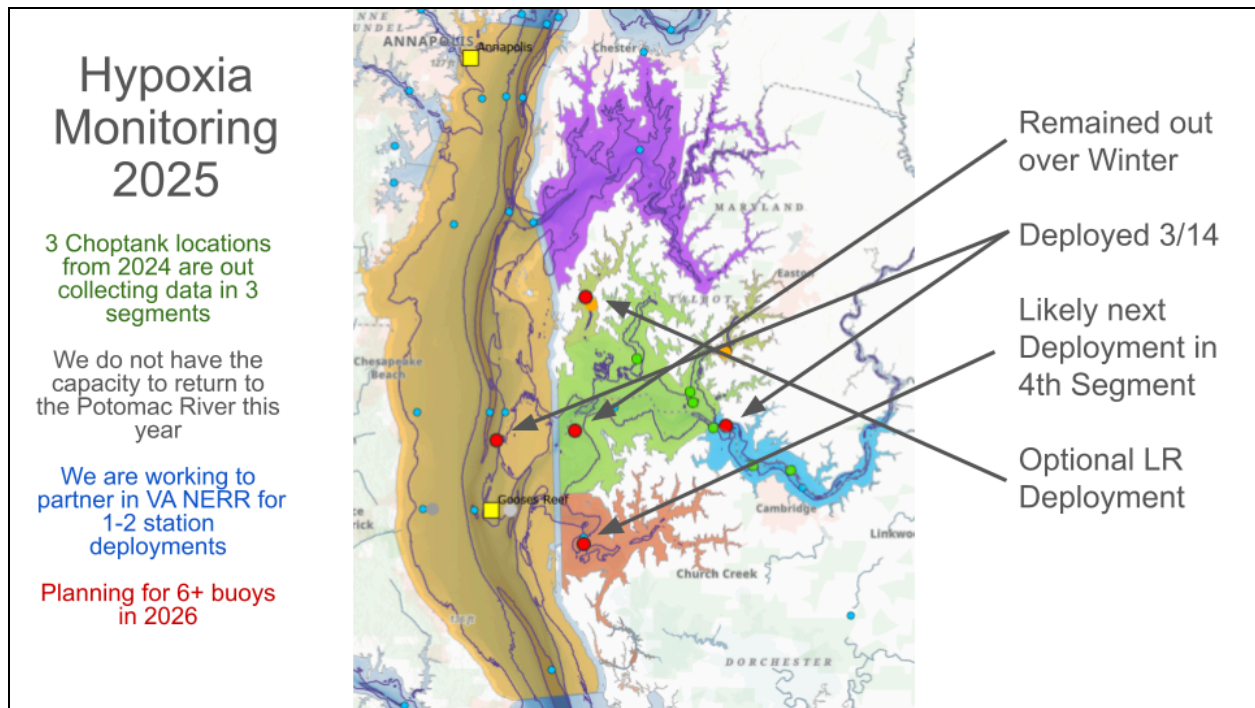 Hypoxia
Monitoring
2025
3 Choptank locations
from 2024 are out
collecting data in 3
segments
We do not have the
capacity to return to
the Potomac River this
year
We are working to
partner in VA NERR for
1-2 station
deployments
Planning for 6+ buoys
in 2026
ANNAPOLIS
Annapolis
127 ft
Chester
MARYLAND
Easton
TALBOT
Chesapeake
Beach
Gooses Reef
Cambridge
Church Creek
DORCHESTER
Remained out
over Winter
Deployed 3/14
Likely next
Deployment in
4th Segment
Optional LR
Deployment